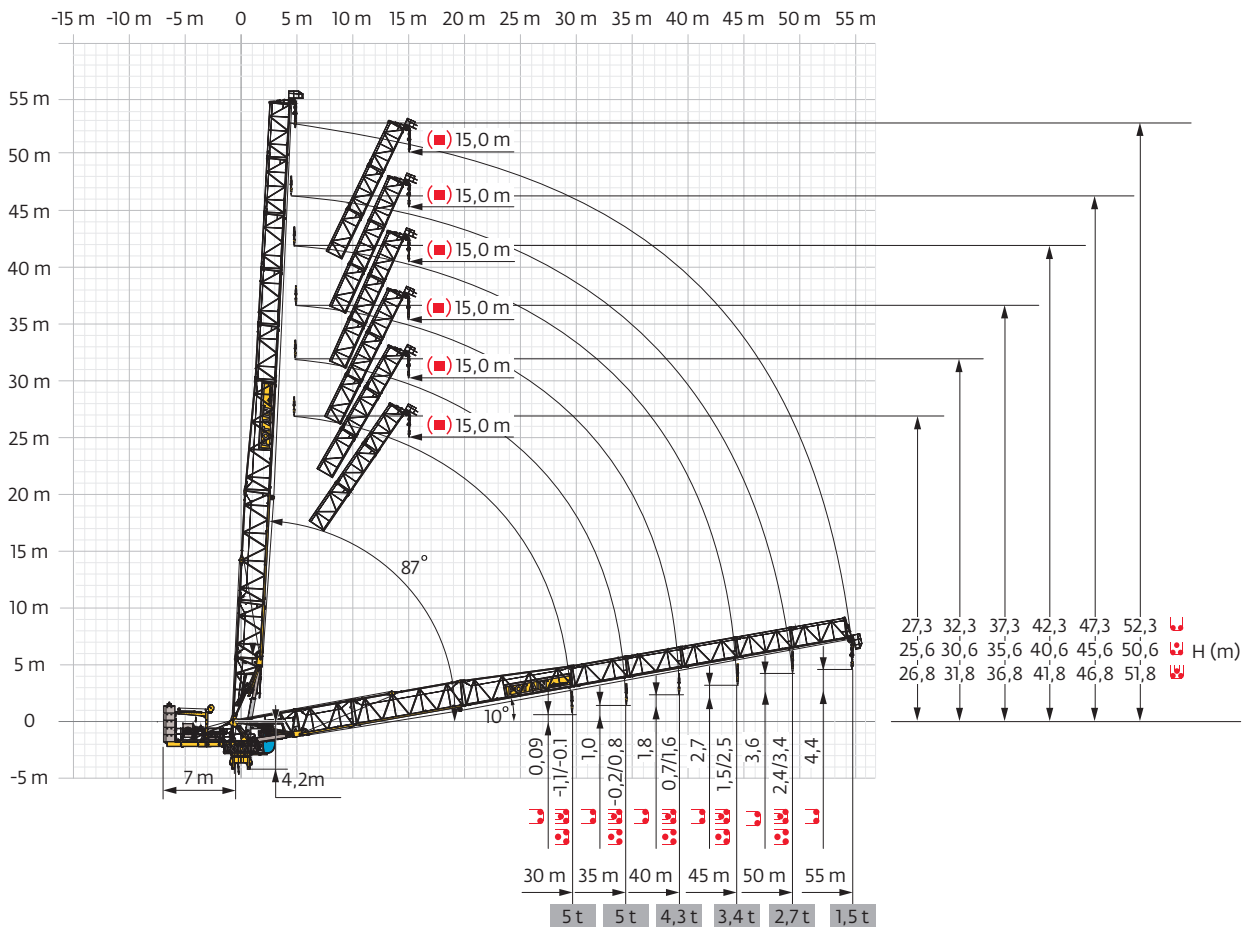 -15 m -10 m -5 m 0 5 m 10 m 15 m 20 m 25 m 30 m 35 m 40 m 45 m 50 m 55 m
55 m
50 m
45 m
40 m
35 m
30 m
25 m
20 m
15 m
10 m
5 m
0
-5 m
(■) 15,0 m
(■) 15,0 m
(■) 15,0 m
(■) 15,0 m
(■) 15,0 m
(■) 15,0 m
87°
10°
7 m
4,2m
27,3 32,3 37,3 42,3 47,3 52,3
25,6 30,6 35,6 40,6 45,6 50,6 H (m)
26,8 31,8 36,8 41,8 46,8 51,8
0,09
-1,1/-0.1
1.0
-0,2/0,8
1,8
0,7/1,6
2,7
1,5/2,5
3,6
2,4/3,4
4,4
30 m 35 m 40 m 45 m 50 m 55 m
5 t 5 t 4,3 t 3,4 t 2,7 t 1,5 t